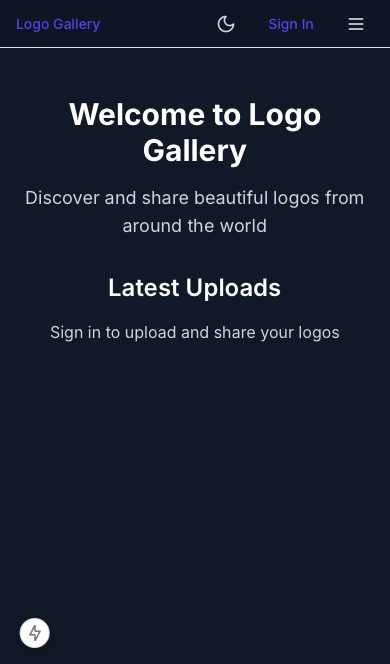 Logo Gallery
Sign In
Welcome to Logo
Gallery
Discover and share beautiful logos from
around the world
Latest Uploads
Sign in to upload and share your logos